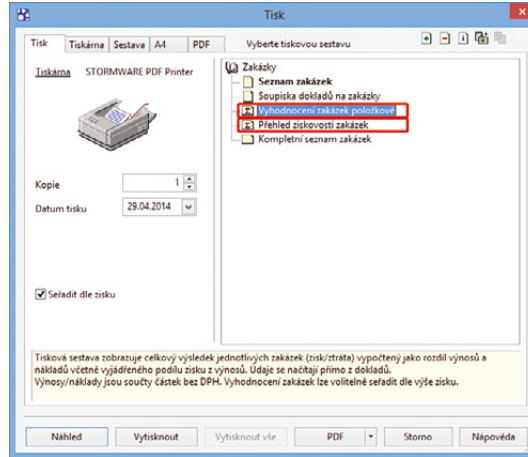 Tisk
Tisk Tiskárna Sestava A4 PDF Vyberte tiskovou sestavu
Tiskárna STORMWARE PDF Printer
Zakázky
Seznam zakázek
Soupiska dokladů na zakázky
Vyhodnocení zakázek položkově
Přehled ziskovosti zakázek
Kompletní seznam zakázek
Kopie 1
Datum tisku 29.04.2014
Seřadit dle zisku
Tisková sestava zobrazuje celkový výsledek jednotlivých zakázek (zisk/ztráta) vypočtený jako rozdíl výnosů a
nákladů včetně vyjádřeného podílu zisku z výnosů. Údaje se načítají přímo z dokladů.
Výnosy/náklady jsou součty částek bez DPH. Vyhodnocení zakázek lze volitelně seřadit dle výše zisku.
Náhled Vytisknout Vytisknout vše PDF Storno Nápověda